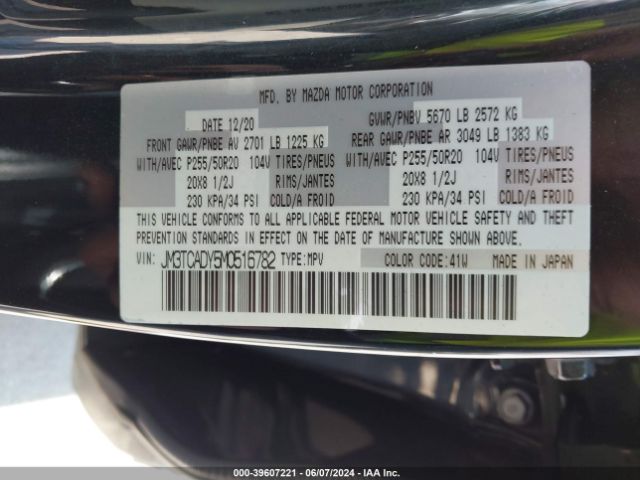 MFD. BY MAZDA MOTOR CORPORATION
DATE 12/20 GVWR/PNBV 5670 LB 2572 KG
FRONT GAWR/PNBE AV 2701 LB 1225 KG REAR GAWR/PNBE AR 3049 LB 1383 KG
WITH/AVEC P255/50R20 104V TIRES/PNEUS WITH/AVEC P255/50R20 104V TIRES/PNEUS
20X8 1/2J RIMS/JANTES 20X8 1/2J RIMS/JANTES
230 KPA/34 PSI COLD/A FROID 230 KPA/34 PSI COLD/A FROID
THIS VEHICLE CONFORMS TO ALL APPLICABLE FEDERAL MOTOR VEHICLE SAFETY AND THEFT
PREVENTION STANDARDS IN EFFECT ON THE DATE OF MANUFACTURE SHOWN ABOVE.
VIN: JM3TCADY5M0516782 TYPE:MPV COLOR CODE:41W MADE IN JAPAN
000-39607221 - 06/07/2024 - IAA Inc.